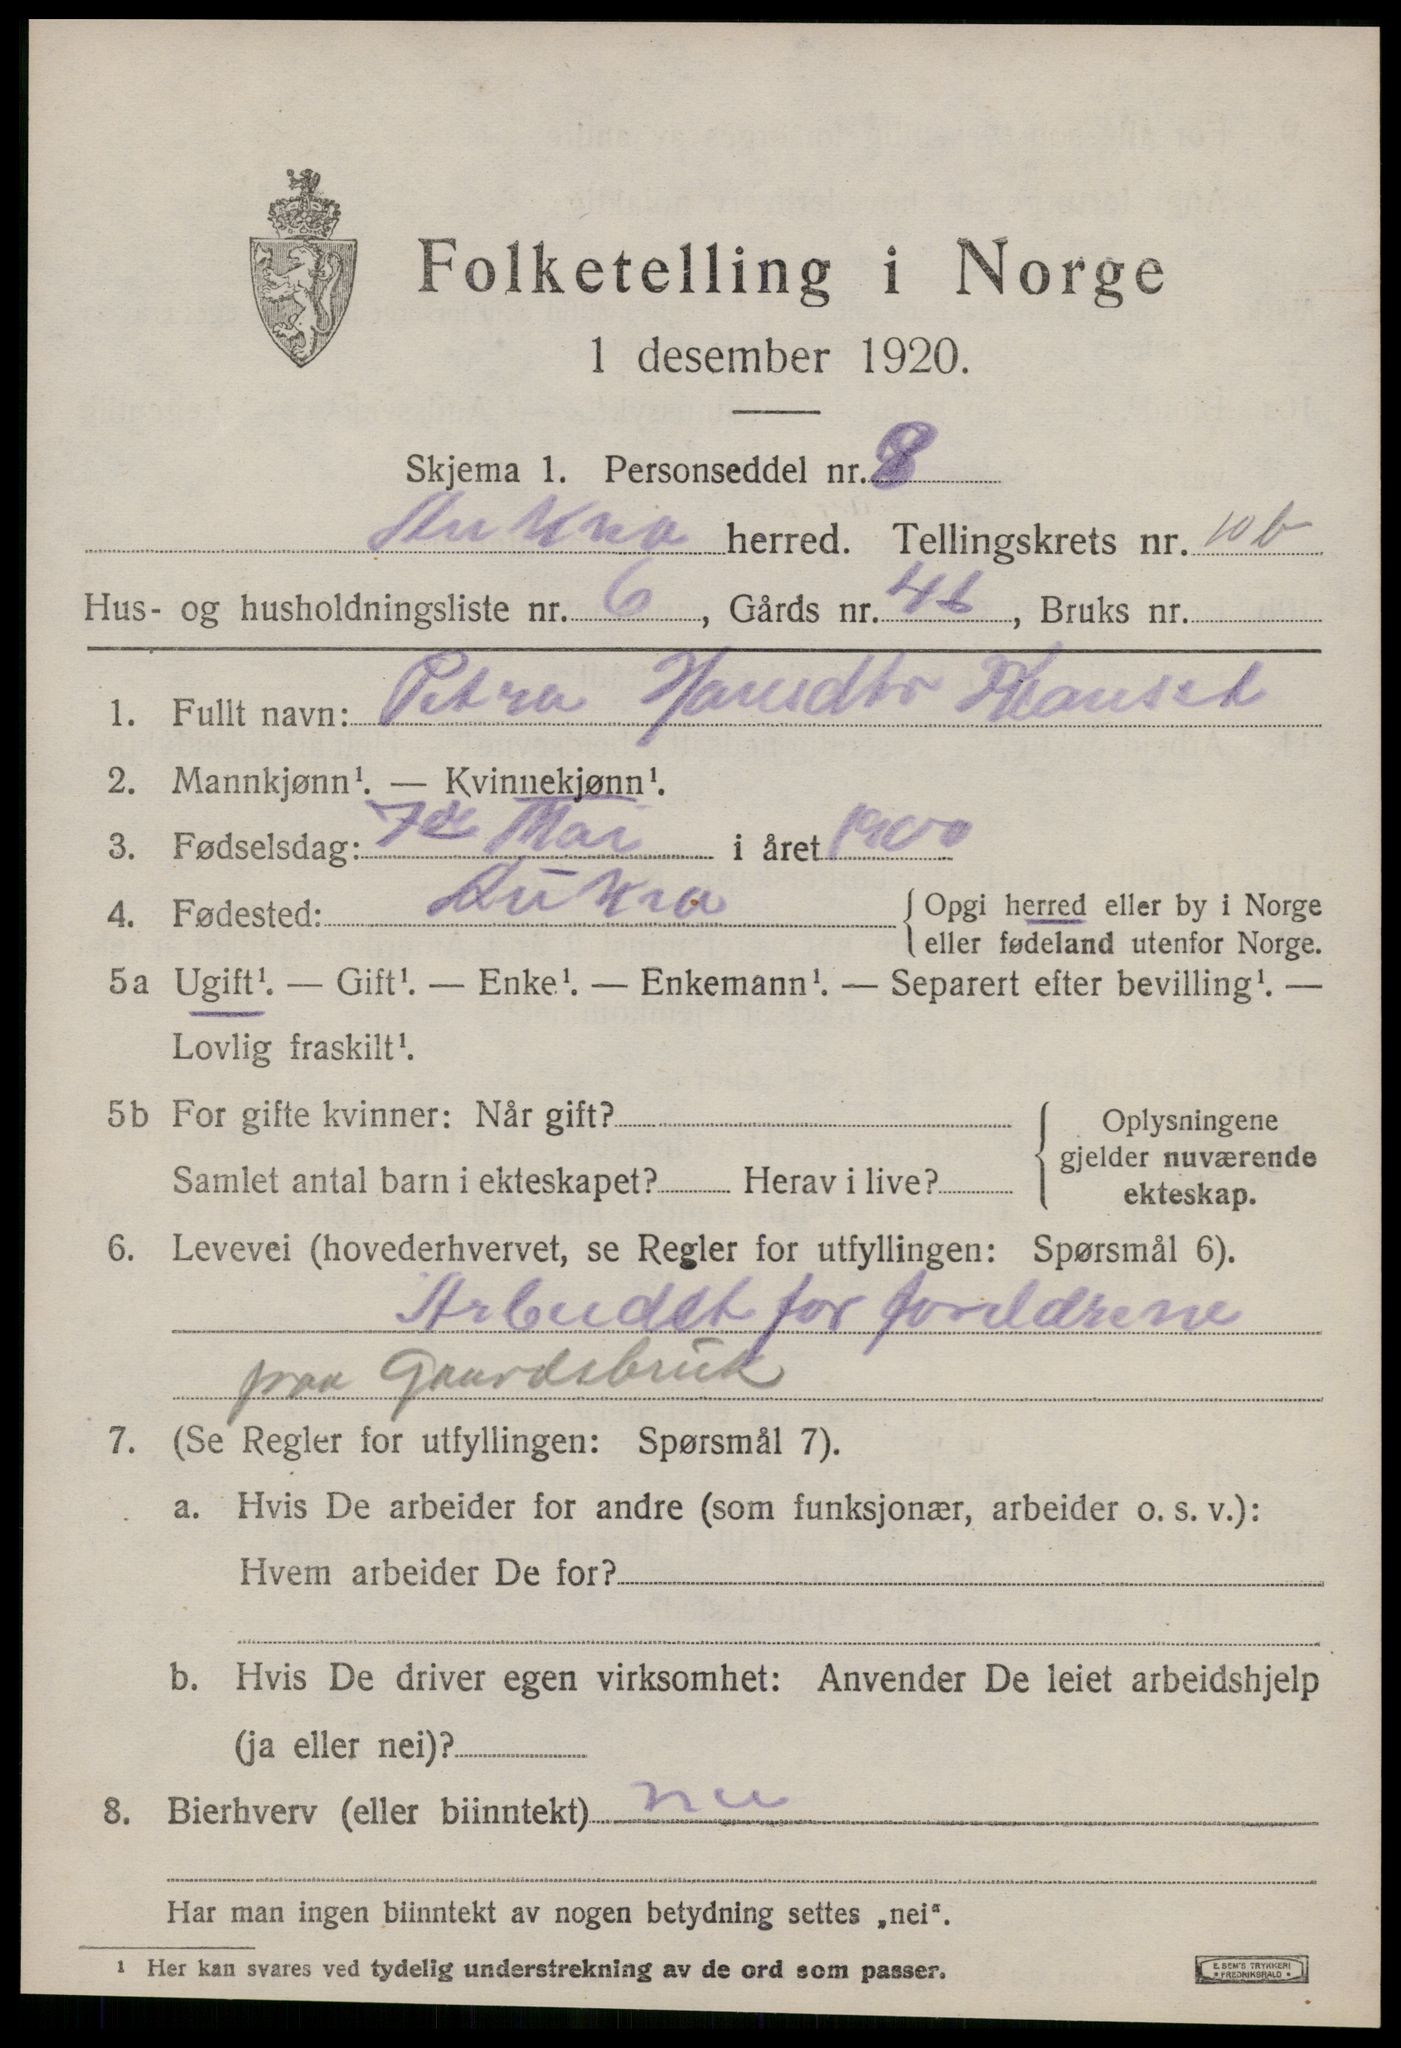 Folketelling i Norge
1 desember 1920.
Skjema 1. Personseddel nr. 8
Aukra herred. Tellingskrets nr. 10b
Hus- og husholdningsliste nr. 6, Gårds nr. 46, Bruks nr.
1. Fullt navn: Petra Hansdtr
2. Mannkjønn¹. — Kvinnekjønn¹.
3. Fødselsdag: 7de Mai i året 1900
4. Fødested: Aukra { Opgi herred eller by i Norge
eller fødeland utenfor Norge.
5a Ugift¹. — Gift¹. — Enke¹. — Enkemann¹. — Separert efter bevilling¹. —
Lovlig fraskilt¹.
5b For gifte kvinner: Når gift? { Oplysningene
gjelder nuværende
Samlet antal barn i ekteskapet? Herav i live? ekteskap.
6. Levevei (hovederhvervet, se Regler for utfyllingen: Spørsmål 6).
Arbeidet for foreldrene
paa Gaardsbruk
7. (Se Regler for utfyllingen: Spørsmål 7).
a. Hvis De arbeider for andre (som funksjonær, arbeider o. s. v.):
Hvem arbeider De for?
b. Hvis De driver egen virksomhet: Anvender De leiet arbeidshjelp
(ja eller nei)?
8. Bierhverv (eller biinntekt) nei
Har man ingen biinntekt av nogen betydning settes „nei".
¹ Her kan svares ved tydelig understrekning av de ord som passer.
E. SEM'S TRYKKERI
* FREDRIKSHALD *